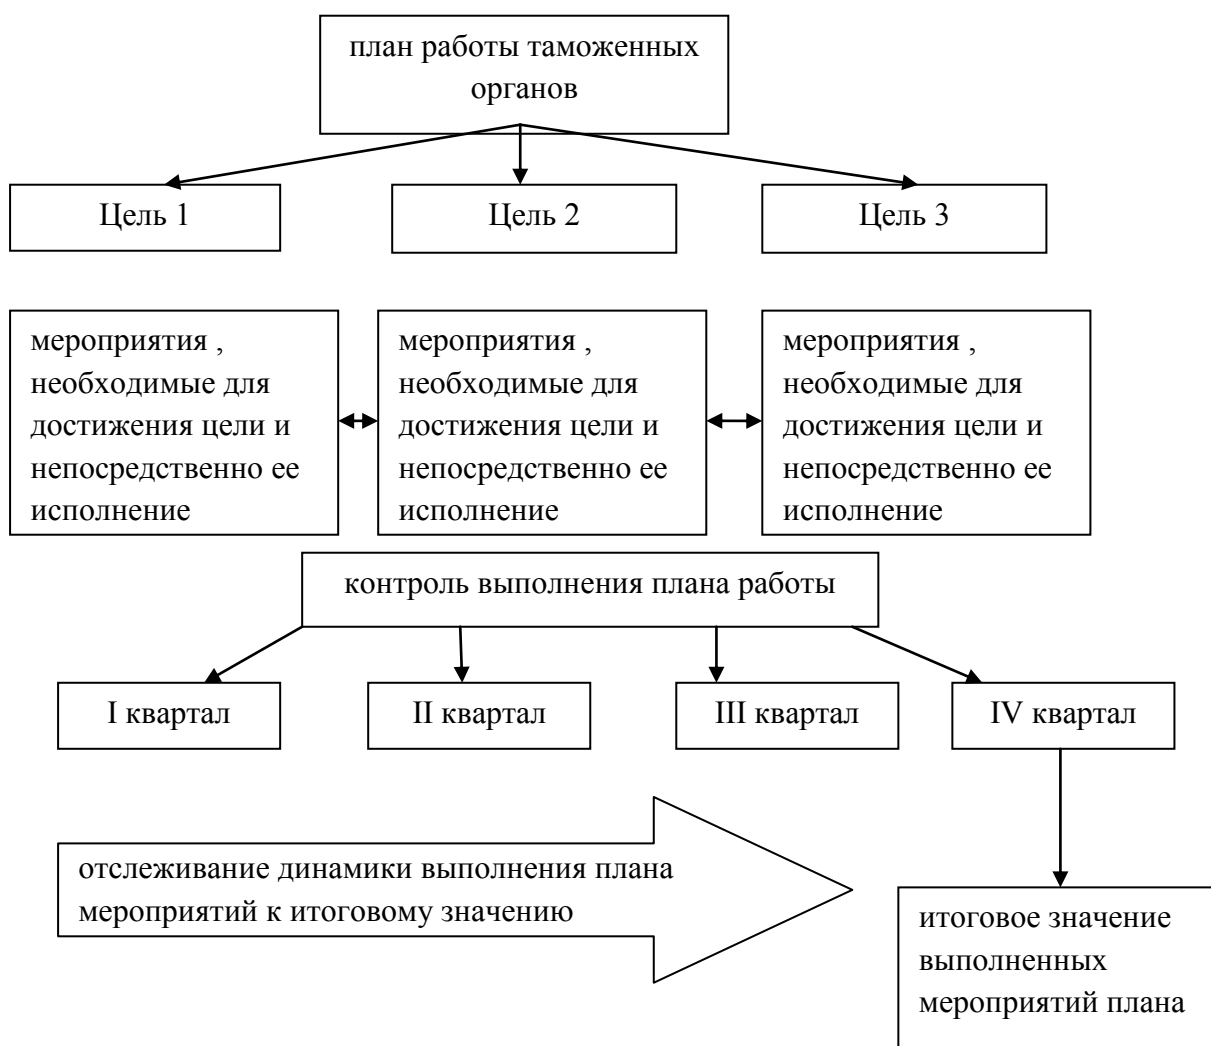 план работы таможенных
органов
Цель 1
Цель 2
Цель 3
мероприятия ,
необходимые для
достижения цели и
непосредственно ее
исполнение
мероприятия ,
необходимые для
достижения цели и
непосредственно ее
исполнение
мероприятия ,
необходимые для
достижения цели и
непосредственно ее
исполнение
контроль выполнения плана работы
I квартал
II квартал
III квартал
IV квартал
отслеживание динамики выполнения плана
мероприятий к итоговому значению
итоговое значение
выполненных
мероприятий плана